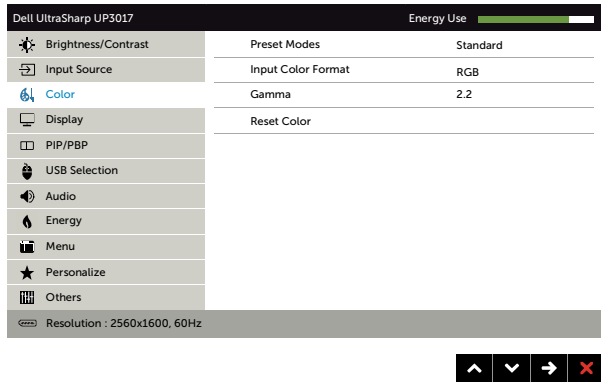 Dell UltraSharp UP3017 Energy Use
Brightness/Contrast Preset Modes Standard
Input Source Input Color Format RGB
Color Gamma 2.2
Display Reset Color
PIP/PBP
USB Selection
Audio
Energy
Menu
Personalize
Others
Resolution : 2560x1600, 60Hz